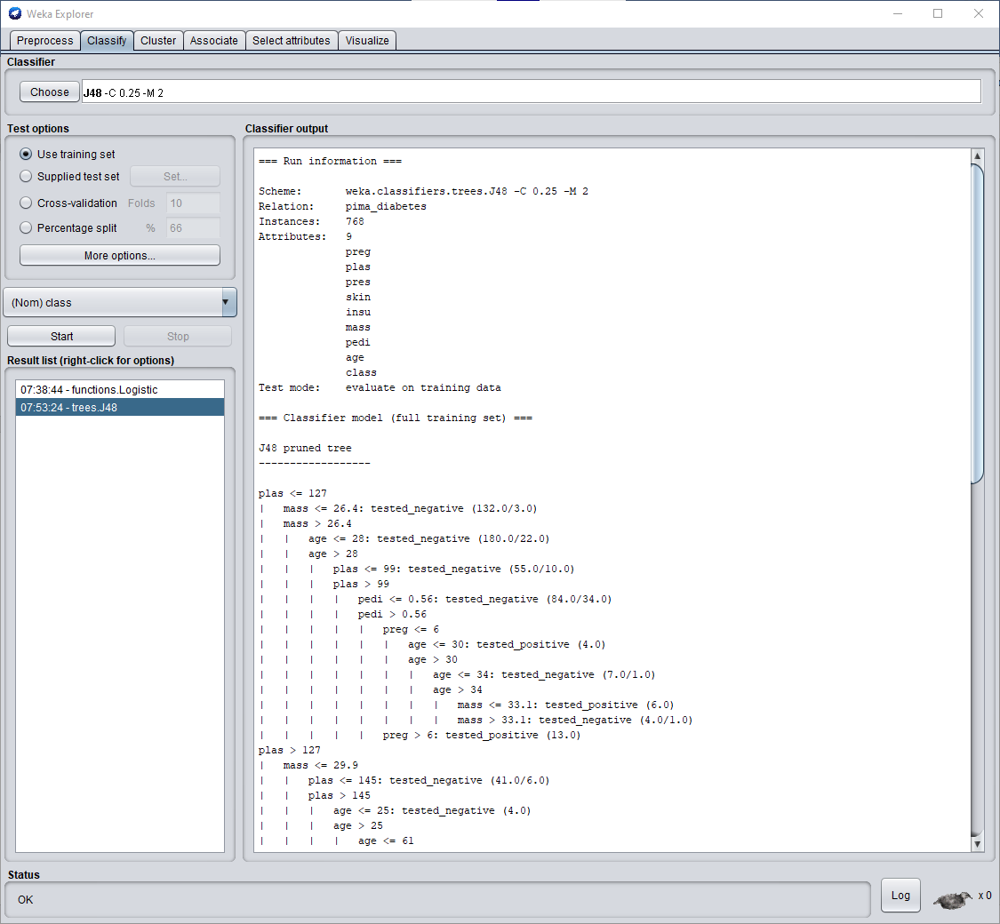 Weka Explorer
Preprocess Classify Cluster Associate Select attributes Visualize
Classifier
Choose J48 -C 0.25 -M 2
Test options
Use training set
Supplied test set Set...
Cross-validation Folds 10
Percentage split % 66
More options...
(Nom) class
Start Stop
Result list (right-click for options)
07:38:44 - functions.Logistic
07:53:24 - trees.J48
Classifier output
=== Run information ===
Scheme: weka.classifiers.trees.J48 -C 0.25 -M 2
Relation: pima_diabetes
Instances: 768
Attributes: 9
preg
plas
pres
skin
insu
mass
pedi
age
class
Test mode: evaluate on training data
=== Classifier model (full training set) ===
J48 pruned tree
------------------
plas <= 127
| mass <= 26.4: tested_negative (132.0/3.0)
| mass > 26.4
| | age <= 28: tested_negative (180.0/22.0)
| | age > 28
| | | plas <= 99: tested_negative (55.0/10.0)
| | | plas > 99
| | | | pedi <= 0.56: tested_negative (84.0/34.0)
| | | | pedi > 0.56
| | | | | preg <= 6
| | | | | | age <= 30: tested_positive (4.0)
| | | | | | age > 30
| | | | | | | age <= 34: tested_negative (7.0/1.0)
| | | | | | | age > 34
| | | | | | | | mass <= 33.1: tested_positive (6.0)
| | | | | | | | mass > 33.1: tested_negative (4.0/1.0)
| | | | | preg > 6: tested_positive (13.0)
plas > 127
| mass <= 29.9
| | plas <= 145: tested_negative (41.0/6.0)
| | plas > 145
| | | age <= 25: tested_negative (4.0)
| | | age > 25
| | | | age <= 61
Status
OK
Log
x 0